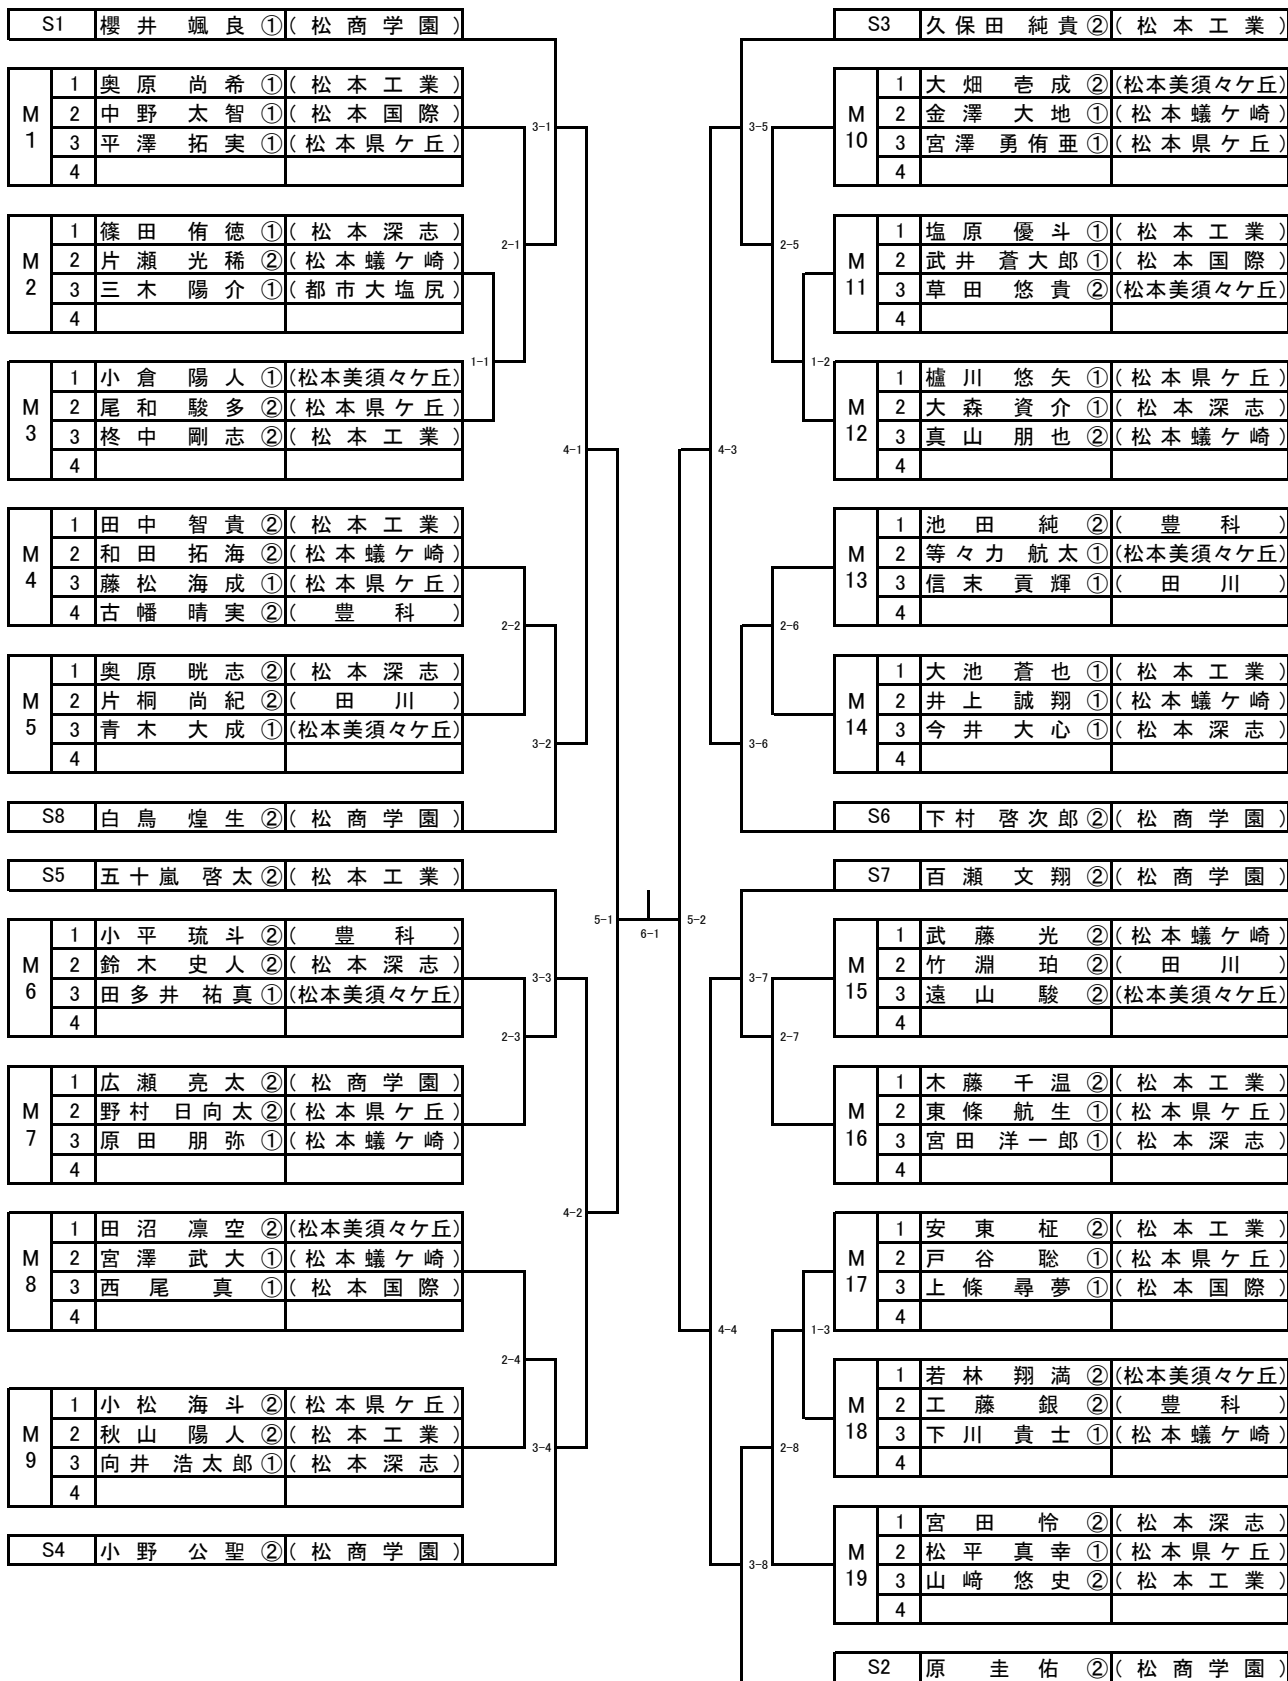 S1 櫻井 颯良 ① (松商学園)
M1
1 奥原 尚希 ① (松本工業)
2 中野 太智 ① (松本国際)
3 平澤 拓実 ① (松本県ケ丘)
4
M2
1 篠田 侑徳 ① (松本深志)
2 片瀬 光稀 ② (松本蟻ケ崎)
3 三木 陽介 ① (都市大塩尻)
4
M3
1 小倉 陽人 ① (松本美須々ケ丘)
2 尾和 駿多 ② (松本県ケ丘)
3 柊中 剛志 ② (松本工業)
4
M4
1 田中 智貴 ② (松本工業)
2 和田 拓海 ② (松本蟻ケ崎)
3 藤松 海成 ① (松本県ケ丘)
4 古幡 晴実 ② (豊科)
M5
1 奥原 晄志 ② (松本深志)
2 片桐 尚紀 ② (田川)
3 青木 大成 ① (松本美須々ケ丘)
4
S8 白鳥 煌生 ② (松商学園)
S5 五十嵐 啓太 ② (松本工業)
M6
1 小平 琉斗 ② (豊科)
2 鈴木 史人 ② (松本深志)
3 田多井 祐真 ① (松本美須々ケ丘)
4
M7
1 広瀬 亮太 ② (松商学園)
2 野村 日向太 ② (松本県ケ丘)
3 原田 朋弥 ① (松本蟻ケ崎)
4
M8
1 田沼 凛空 ② (松本美須々ケ丘)
2 宮澤 武大 ① (松本蟻ケ崎)
3 西尾 真 ① (松本国際)
4
M9
1 小松 海斗 ② (松本県ケ丘)
2 秋山 陽人 ② (松本工業)
3 向井 浩太郎 ① (松本深志)
4
S4 小野 公聖 ② (松商学園)
3-1
2-1
1-1
4-1
2-2
3-2
5-1
6-1
5-2
3-3
2-3
4-2
2-4
3-4
3-5
2-5
1-2
4-3
2-6
3-6
3-7
2-7
4-4
1-3
2-8
3-8
S3 久保田 純貴 ② (松本工業)
M10
1 大畑 壱成 ② (松本美須々ケ丘)
2 金澤 大地 ① (松本蟻ケ崎)
3 宮澤 勇侑亜 ① (松本県ケ丘)
4
M11
1 塩原 優斗 ① (松本工業)
2 武井 蒼大郎 ① (松本国際)
3 草田 悠貴 ② (松本美須々ケ丘)
4
M12
1 櫨川 悠矢 ① (松本県ケ丘)
2 大森 資介 ① (松本深志)
3 真山 朋也 ② (松本蟻ケ崎)
4
M13
1 池田 純 ② (豊科)
2 等々力 航太 ① (松本美須々ケ丘)
3 信末 貢輝 ① (田川)
4
M14
1 大池 蒼也 ① (松本工業)
2 井上 誠翔 ① (松本蟻ケ崎)
3 今井 大心 ① (松本深志)
4
S6 下村 啓次郎 ② (松商学園)
S7 百瀬 文翔 ② (松商学園)
M15
1 武藤 光 ② (松本蟻ケ崎)
2 竹淵 珀 ② (田川)
3 遠山 駿 ② (松本美須々ケ丘)
4
M16
1 木藤 千温 ② (松本工業)
2 東條 航生 ① (松本県ケ丘)
3 宮田 洋一郎 ① (松本深志)
4
M17
1 安東 柾 ② (松本工業)
2 戸谷 聡 ① (松本県ケ丘)
3 上條 尋夢 ① (松本国際)
4
M18
1 若林 翔満 ② (松本美須々ケ丘)
2 工藤 銀 ② (豊科)
3 下川 貴士 ① (松本蟻ケ崎)
4
M19
1 宮田 怜 ② (松本深志)
2 松平 真幸 ① (松本県ケ丘)
3 山﨑 悠史 ② (松本工業)
4
S2 原 圭佑 ② (松商学園)